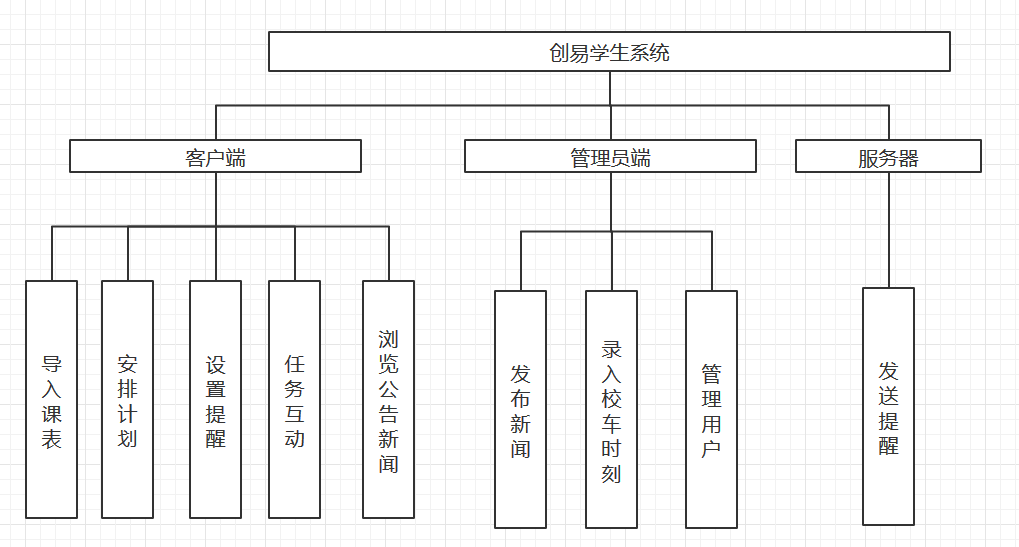 创易学生系统
客户端
管理员端
服务器
导入课表
安排计划
设置提醒
任务互动
浏览公告新闻
发布新闻
录入校车时刻
管理用户
发送提醒